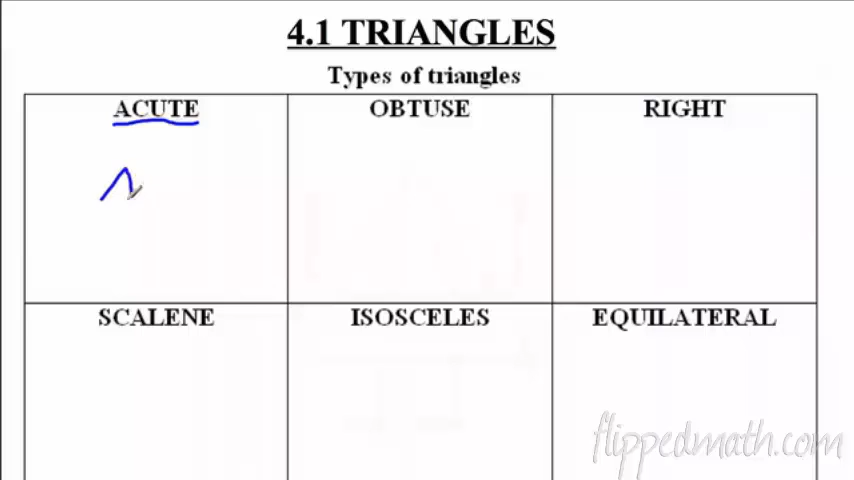 4.1 TRIANGLES
Types of triangles
ACUTE OBTUSE RIGHT
SCALENE ISOSCELES EQUILATERAL
flippedmath.com